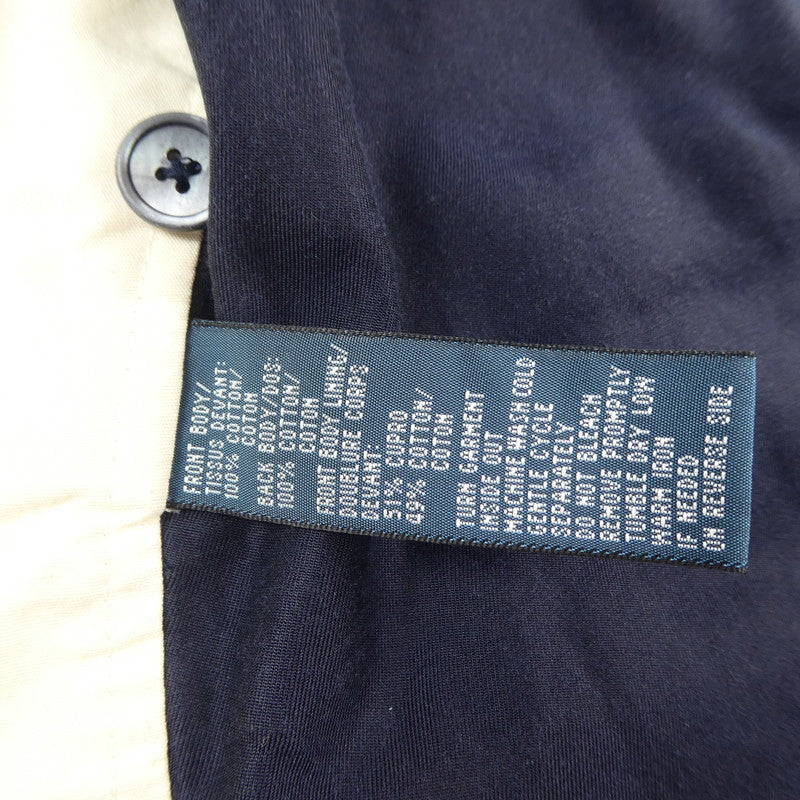 FRONT BODY/
TISSUS DEVANT:
100% COTTON/
COTON
BACK BODY/DOS:
100% COTTON/
COTON
FRONT BODY LINING/
DOUBLURE CORPS
DEVANT:
51% CUPRO
49% COTTON/
COTON
TURN GARMENT
INSIDE OUT
MACHINE WASH COLD
GENTLE CYCLE
SEPARATELY
DO NOT BLEACH
REMOVE PROMPTLY
TUMBLE DRY LOW
WARM IRON
IF NEEDED
ON REVERSE SIDE